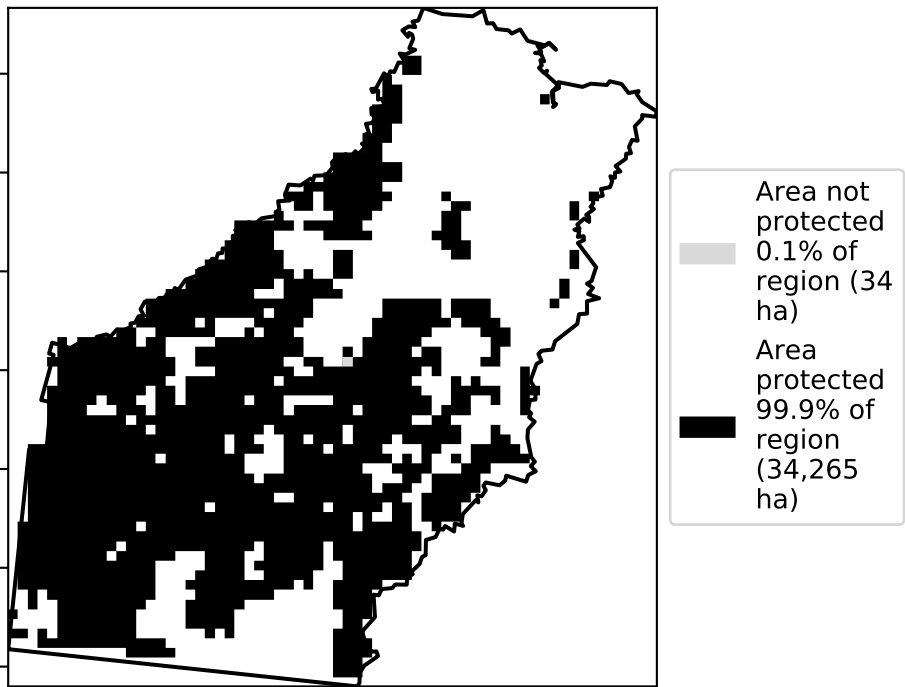 Area not
protected
0.1% of
region (34
ha)
Area
protected
99.9% of
region
(34,265
ha)